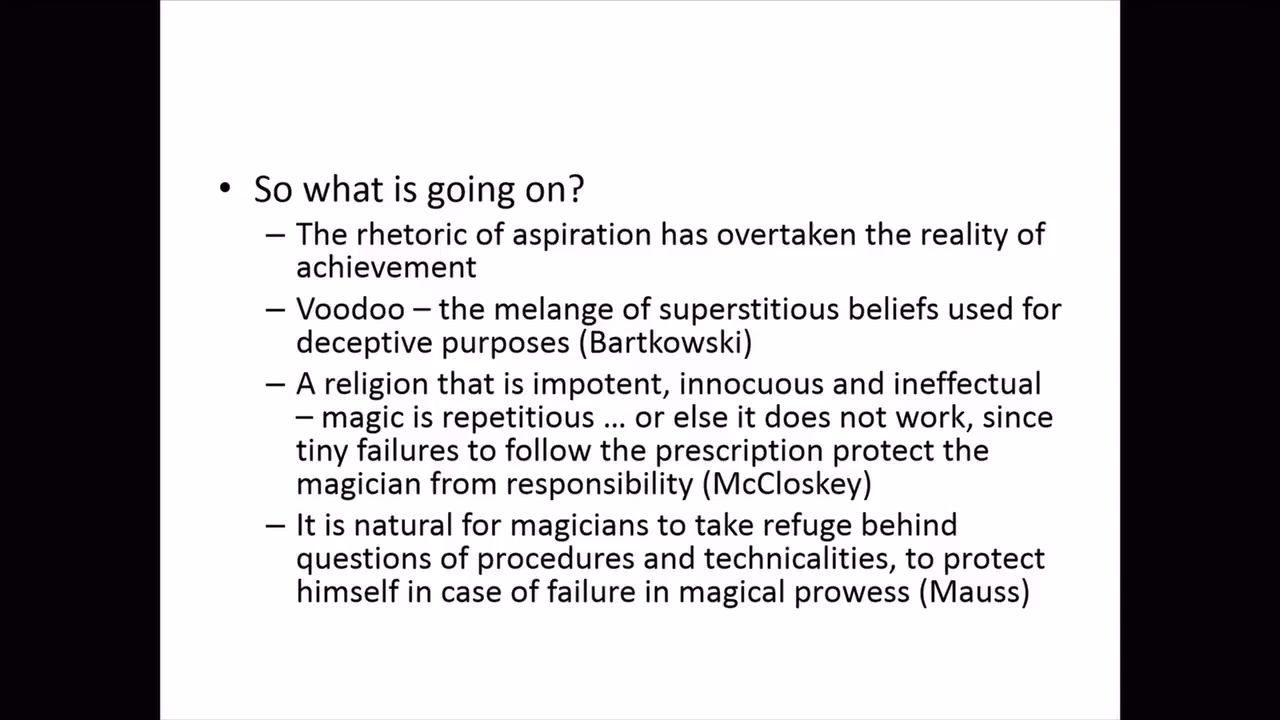 • So what is going on?
– The rhetoric of aspiration has overtaken the reality of
achievement
– Voodoo – the melange of superstitious beliefs used for
deceptive purposes (Bartkowski)
– A religion that is impotent, innocuous and ineffectual
– magic is repetitious ... or else it does not work, since
tiny failures to follow the prescription protect the
magician from responsibility (McCloskey)
– It is natural for magicians to take refuge behind
questions of procedures and technicalities, to protect
himself in case of failure in magical prowess (Mauss)